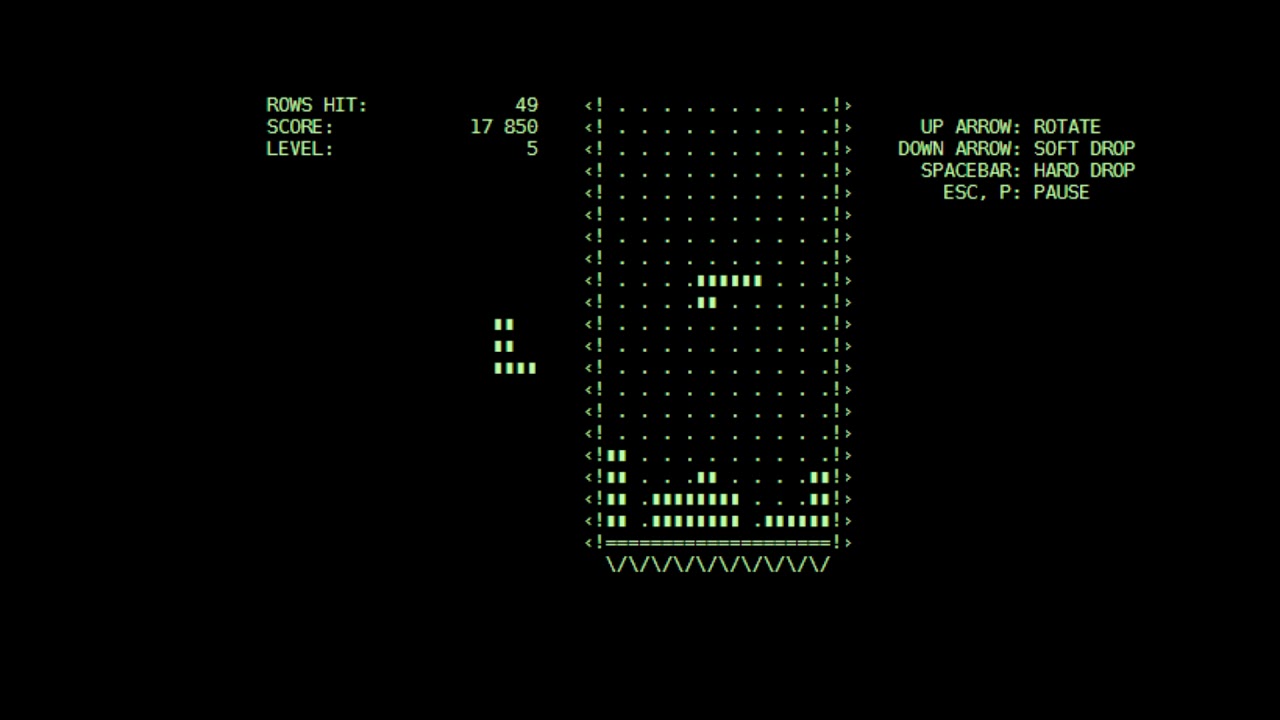 ROWS HIT: 49
SCORE: 17 850
LEVEL: 5
UP ARROW: ROTATE
DOWN ARROW: SOFT DROP
SPACEBAR: HARD DROP
ESC, P: PAUSE